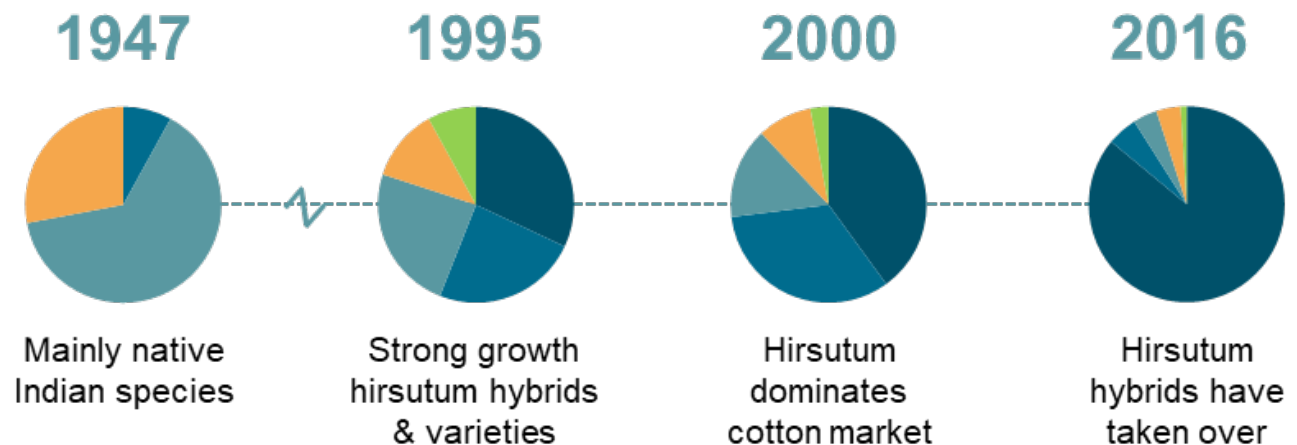 1947
1995
2000
2016
Mainly native
Indian species
Strong growth
hirsutum hybrids
& varieties
Hirsutum
dominates
cotton market
Hirsutum
hybrids have
taken over